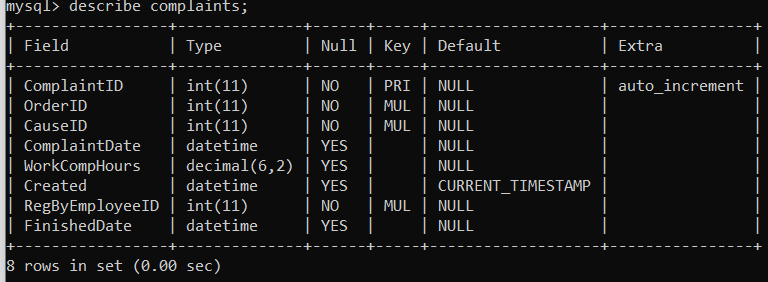 mysql> describe complaints;
+-----------------+--------------+------+-----+-------------------+----------------+
| Field           | Type         | Null | Key | Default           | Extra          |
+-----------------+--------------+------+-----+-------------------+----------------+
| ComplaintID     | int(11)      | NO   | PRI | NULL              | auto_increment |
| OrderID         | int(11)      | NO   | MUL | NULL              |                |
| CauseID         | int(11)      | NO   | MUL | NULL              |                |
| ComplaintDate   | datetime     | YES  |     | NULL              |                |
| WorkCompHours   | decimal(6,2) | YES  |     | NULL              |                |
| Created         | datetime     | YES  |     | CURRENT_TIMESTAMP |                |
| RegByEmployeeID | int(11)      | NO   | MUL | NULL              |                |
| FinishedDate    | datetime     | YES  |     | NULL              |                |
+-----------------+--------------+------+-----+-------------------+----------------+
8 rows in set (0.00 sec)